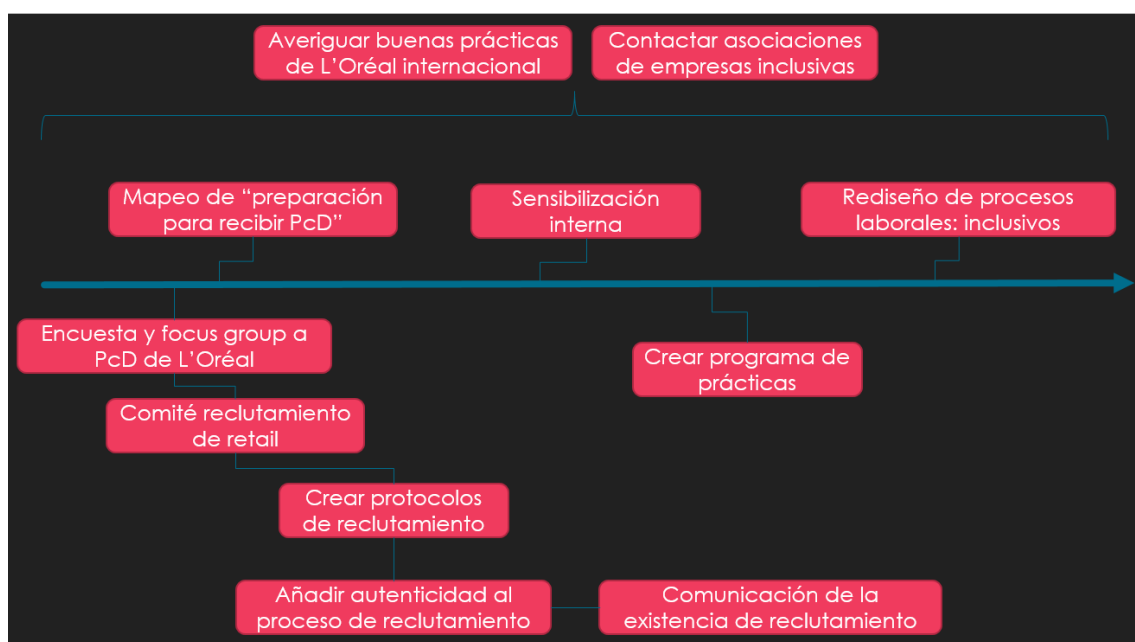 Averiguar buenas prácticas
de L'Oréal internacional
Contactar asociaciones
de empresas inclusivas
Mapeo de “preparación
para recibir PcD”
Sensibilización
interna
Rediseño de procesos
laborales: inclusivos
Encuesta y focus group a
PcD de L'Oréal
Crear programa de
prácticas
Comité reclutamiento
de retail
Crear protocolos
de reclutamiento
Añadir autenticidad al
proceso de reclutamiento
Comunicación de la
existencia de reclutamiento